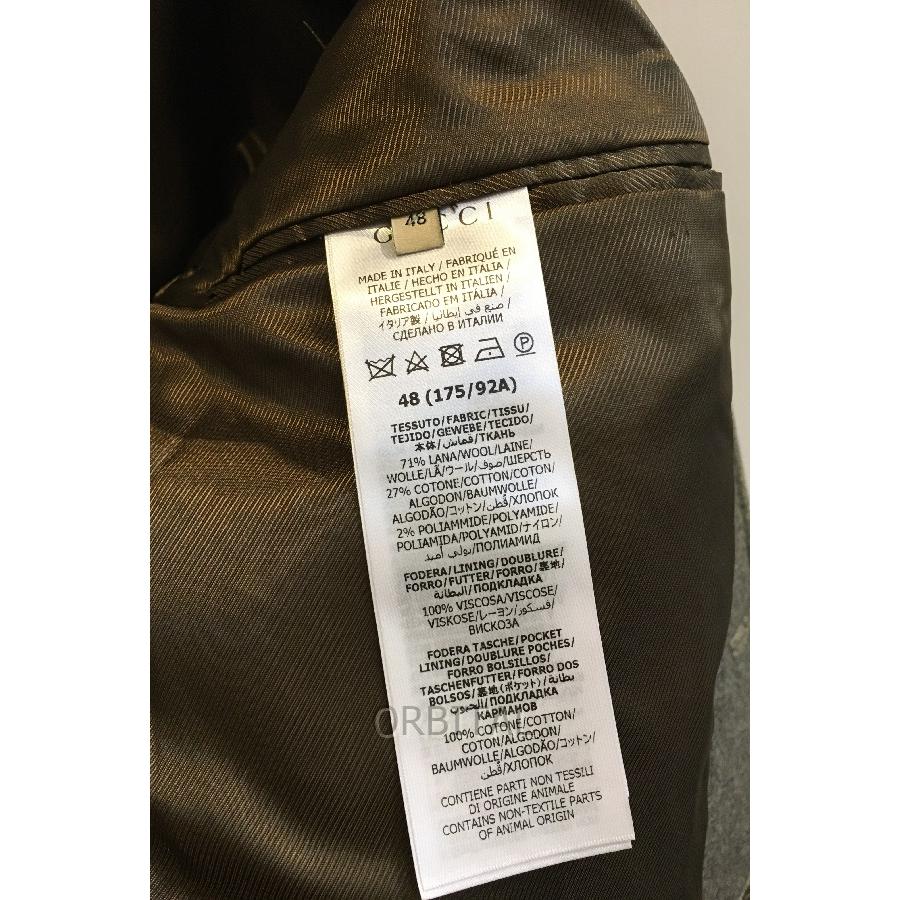 48
G CCI
MADE IN ITALY / FABRIQUÉ EN
ITALIE / HECHO EN ITALIA /
HERGESTELLT IN ITALIEN /
FABRICADO EM ITÁLIA /
イタリア製 / صنع في إيطاليا /
СДЕЛАНО В ИТАЛИИ
P
48 (175/92A)
TESSUTO/FABRIC/TISSU/
TEJIDO/GEWEBE/TECIDO/
本体/قماش/ТКАНЬ
71% LANA/WOOL/LAINE/
WOLLE/LÃ/ウール/صوف/ШЕРСТЬ
27% COTONE/COTTON/COTON/
ALGODON/BAUMWOLLE/
ALGODÃO/コットン/قُطن/ХЛОПОК
2% POLIAMMIDE/POLYAMIDE/
POLIAMIDA/POLYAMID/ナイロン/
بولي أميد/ПОЛИАМИД
FODERA/LINING/DOUBLURE/
FORRO/FUTTER/FORRO/裏地/
البطانة/ПОДКЛАДКА
100% VISCOSA/VISCOSE/
VISKOSE/レーヨン/فسكوز/
ВИСКОЗА
FODERA TASCHE/POCKET
LINING/DOUBLURE POCHES/
FORRO BOLSILLOS/
TASCHENFUTTER/FORRO DOS
BOLSOS/裏地(ポケット)/بطانة
الجيوب/ПОДКЛАДКА
КАРМАНОВ
100% COTONE/COTTON/
COTON/ALGODON/
BAUMWOLLE/ALGODÃO/コットン/
قُطن/ХЛОПОК
CONTIENE PARTI NON TESSILI
DI ORIGINE ANIMALE
CONTAINS NON-TEXTILE PARTS
OF ANIMAL ORIGIN